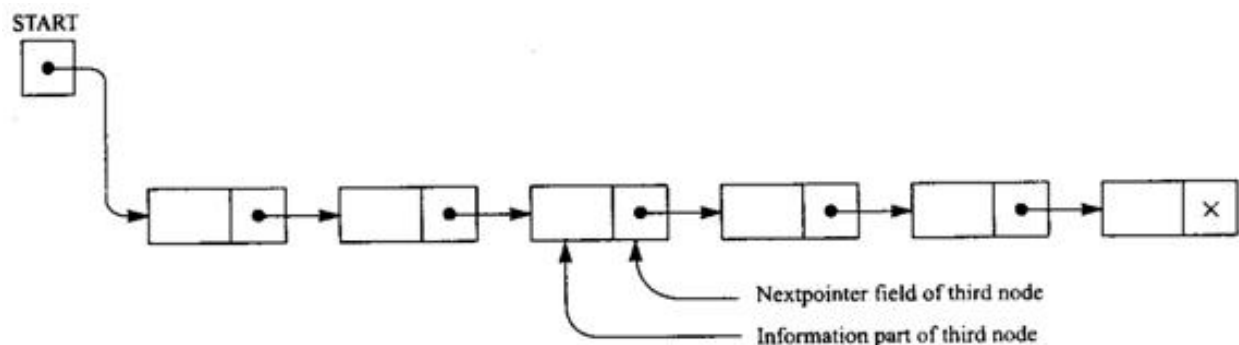 START
Nextpointer field of third node
Information part of third node